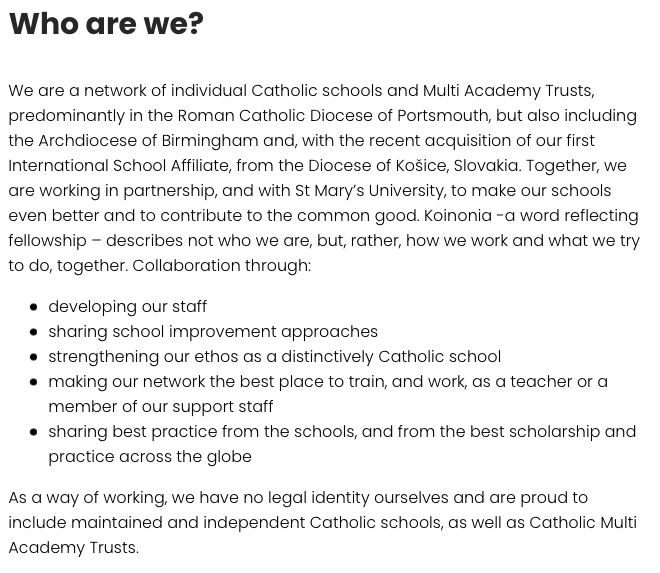 Who are we?
We are a network of individual Catholic schools and Multi Academy Trusts,
predominantly in the Roman Catholic Diocese of Portsmouth, but also including
the Archdiocese of Birmingham and, with the recent acquisition of our first
International School Affiliate, from the Diocese of Košice, Slovakia. Together, we
are working in partnership, and with St Mary’s University, to make our schools
even better and to contribute to the common good. Koinonia -a word reflecting
fellowship – describes not who we are, but, rather, how we work and what we try
to do, together. Collaboration through:
● developing our staff
● sharing school improvement approaches
● strengthening our ethos as a distinctively Catholic school
● making our network the best place to train, and work, as a teacher or a
member of our support staff
● sharing best practice from the schools, and from the best scholarship and
practice across the globe
As a way of working, we have no legal identity ourselves and are proud to
include maintained and independent Catholic schools, as well as Catholic Multi
Academy Trusts.